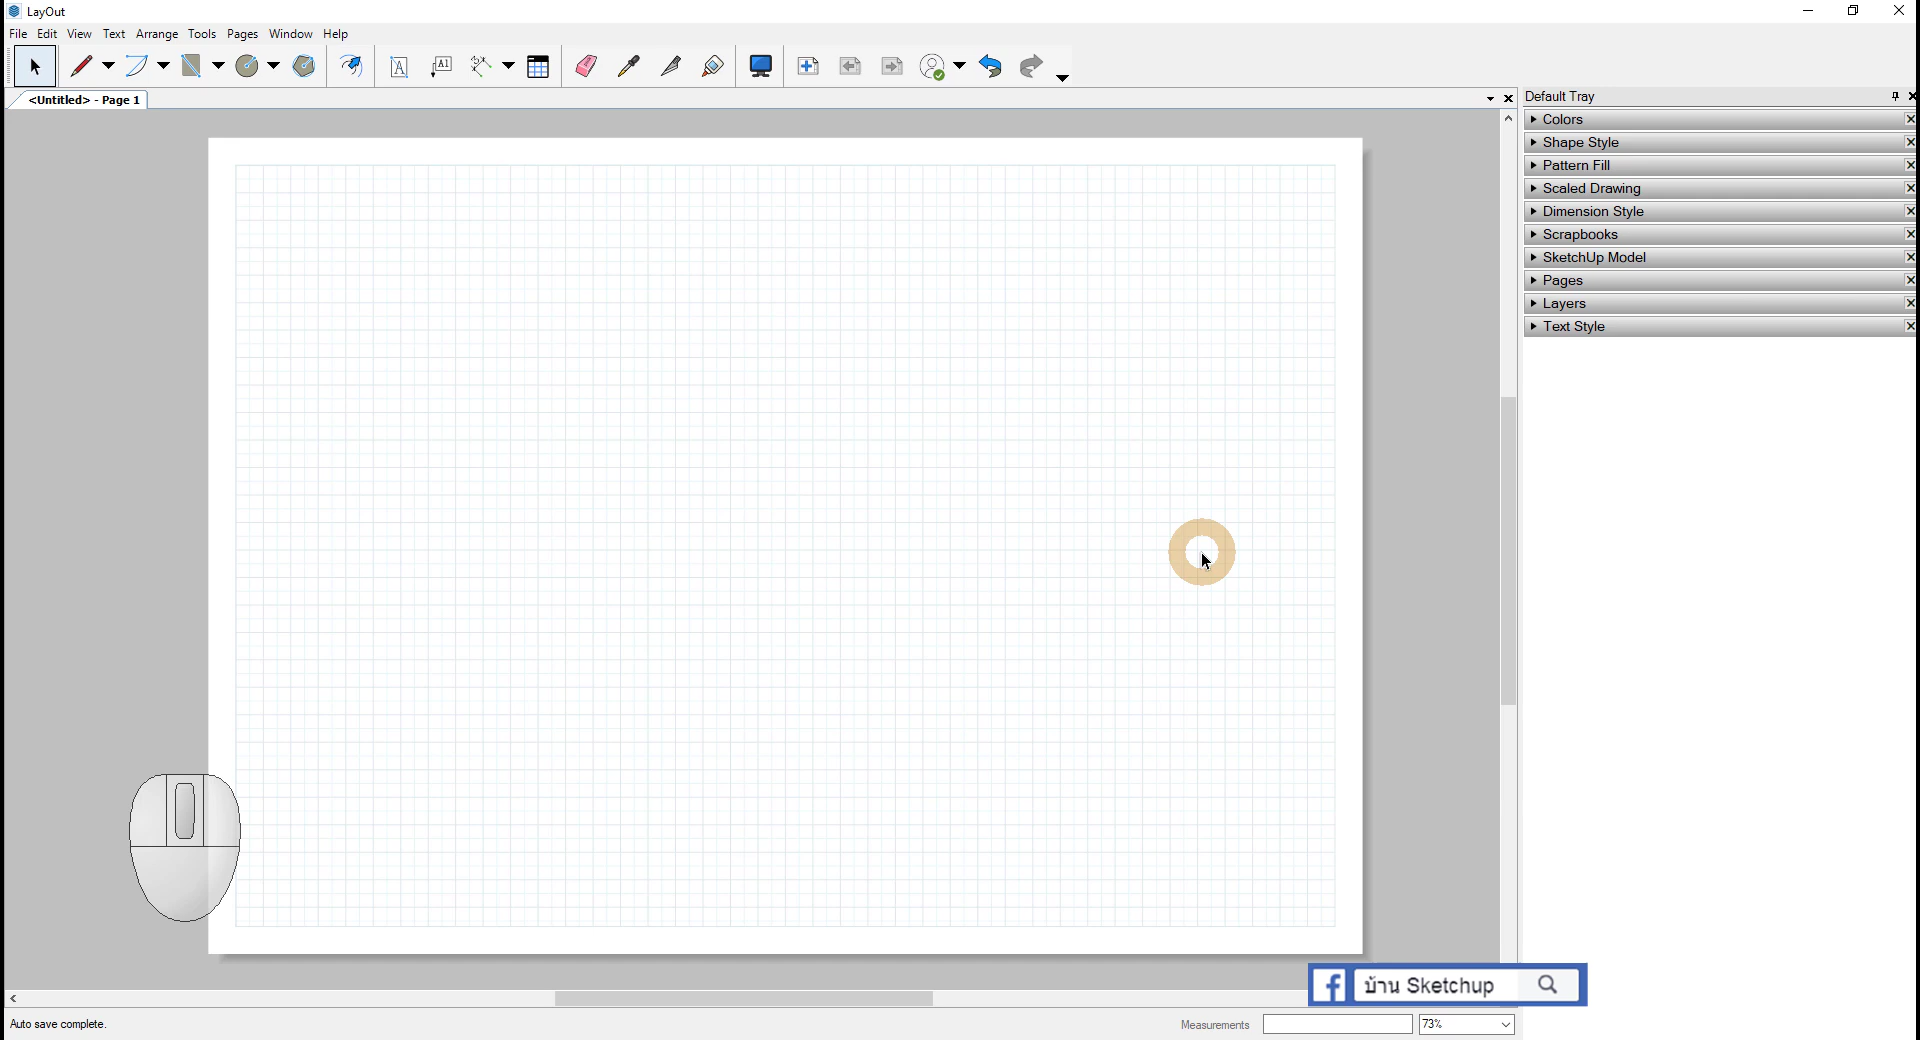 LayOut
File Edit View Text Arrange Tools Pages Window Help
A A1
<Untitled> - Page 1
Default Tray
Colors
Shape Style
Pattern Fill
Scaled Drawing
Dimension Style
Scrapbooks
SketchUp Model
Pages
Layers
Text Style
f บ้าน Sketchup
Auto save complete.
Measurements 73%